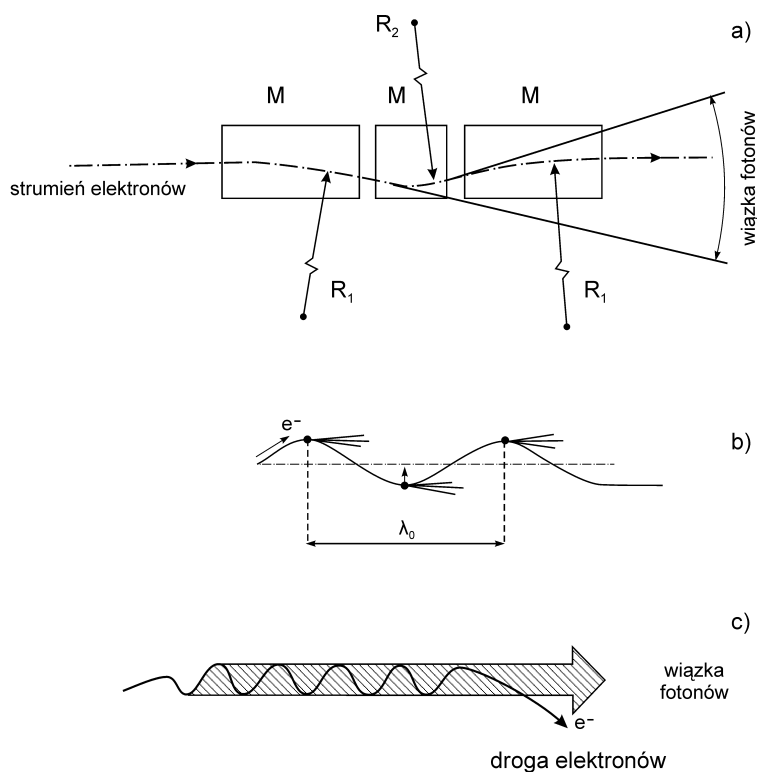 a)
R₂
M
M
M
strumień elektronów
wiązka fotonów
R₁
R₁
b)
e⁻
λ₀
c)
wiązka
fotonów
e⁻
droga elektronów